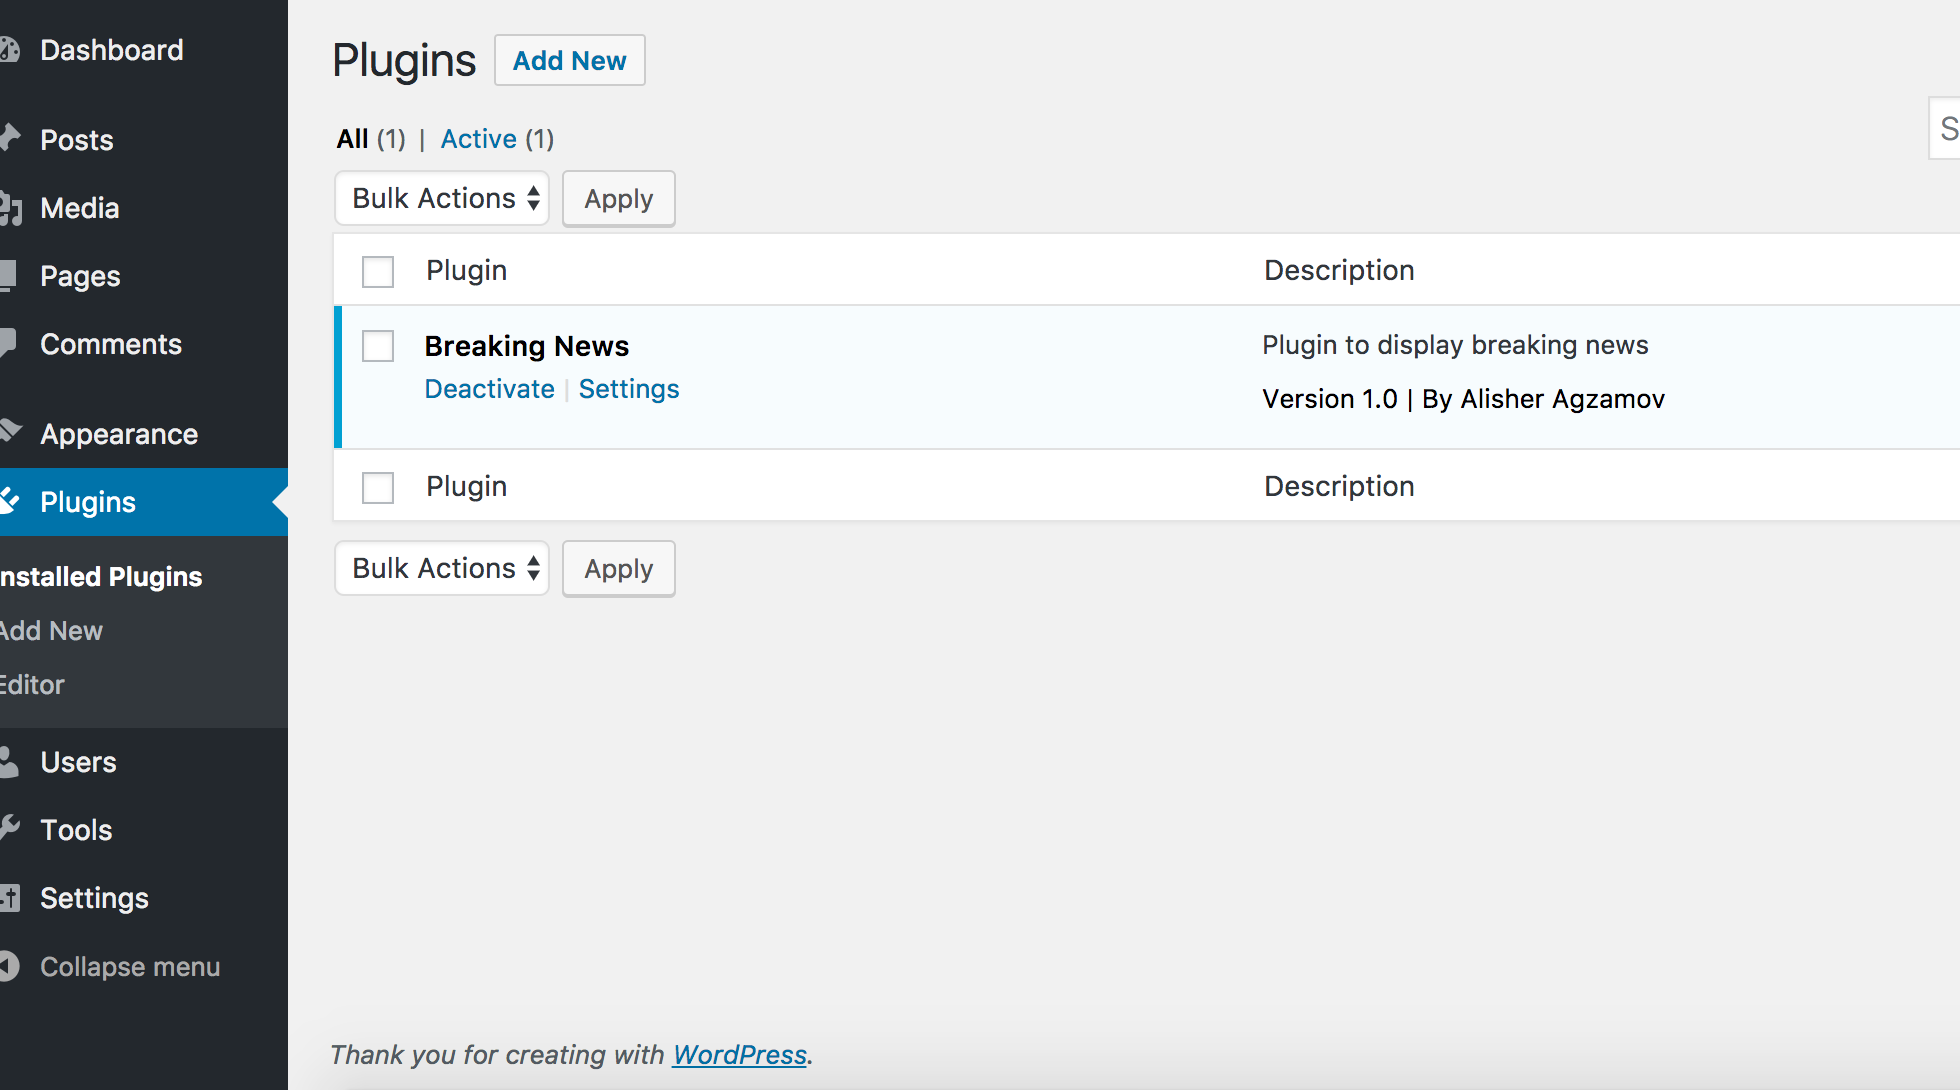 Dashboard
Posts
Media
Pages
Comments
Appearance
Plugins
nstalled Plugins
Add New
Editor
Users
Tools
Settings
Collapse menu
Plugins Add New
All (1) | Active (1)
S
Bulk Actions Apply
Plugin Description
Breaking News Plugin to display breaking news
Deactivate | Settings Version 1.0 | By Alisher Agzamov
Plugin Description
Bulk Actions Apply
Thank you for creating with WordPress.